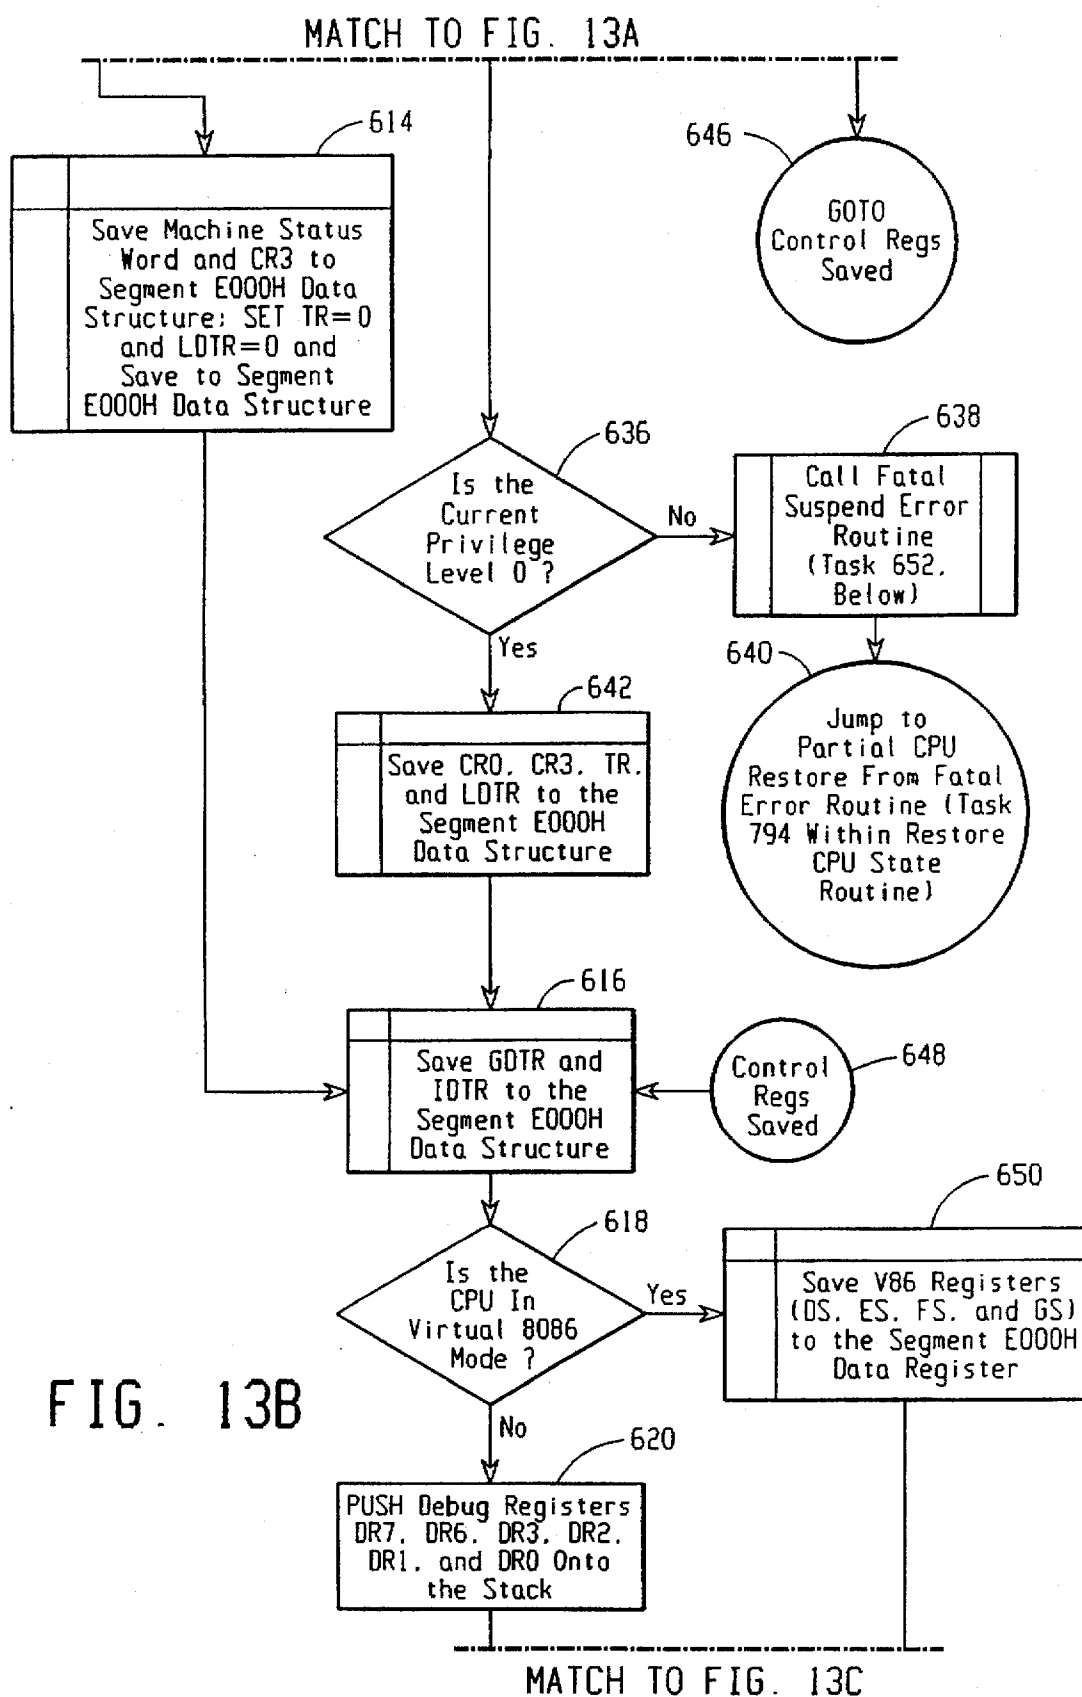 MATCH TO FIG. 13A
614
Save Machine Status
Word and CR3 to
Segment E000H Data
Structure; SET TR=0
and LDTR=0 and
Save to Segment
E000H Data Structure
646
GOTO
Control Regs
Saved
636
Is the
Current
Privilege
Level 0 ?
No
Yes
638
Call Fatal
Suspend Error
Routine
(Task 652,
Below)
640
Jump to
Partial CPU
Restore From Fatal
Error Routine (Task
794 Within Restore
CPU State
Routine)
642
Save CR0, CR3, TR,
and LDTR to the
Segment E000H
Data Structure
616
Save GDTR and
IDTR to the
Segment E000H
Data Structure
648
Control
Regs
Saved
618
Is the
CPU In
Virtual 8086
Mode ?
Yes
No
650
Save V86 Registers
(DS, ES, FS, and GS)
to the Segment E000H
Data Register
FIG. 13B
620
PUSH Debug Registers
DR7, DR6, DR3, DR2,
DR1, and DR0 Onto
the Stack
MATCH TO FIG. 13C